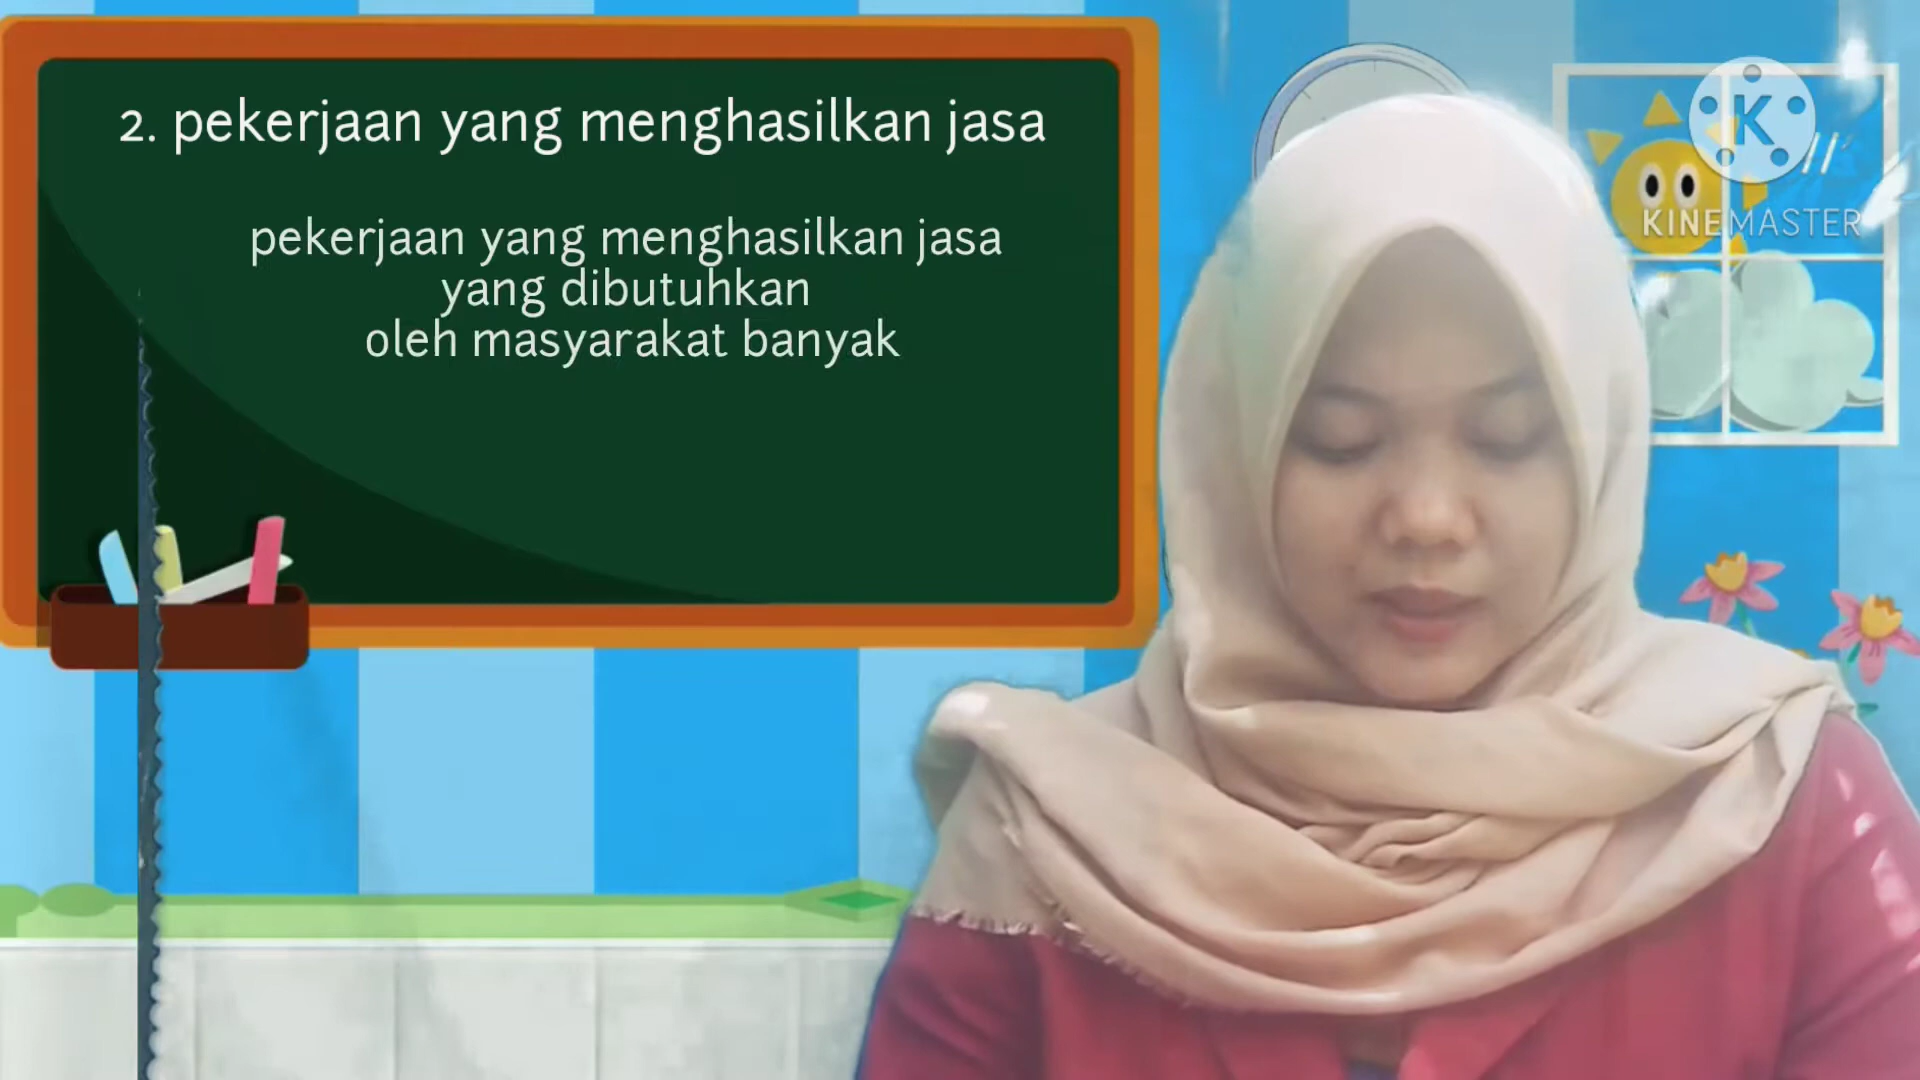 2. pekerjaan yang menghasilkan jasa
pekerjaan yang menghasilkan jasa
yang dibutuhkan
oleh masyarakat banyak
K
KINEMASTER